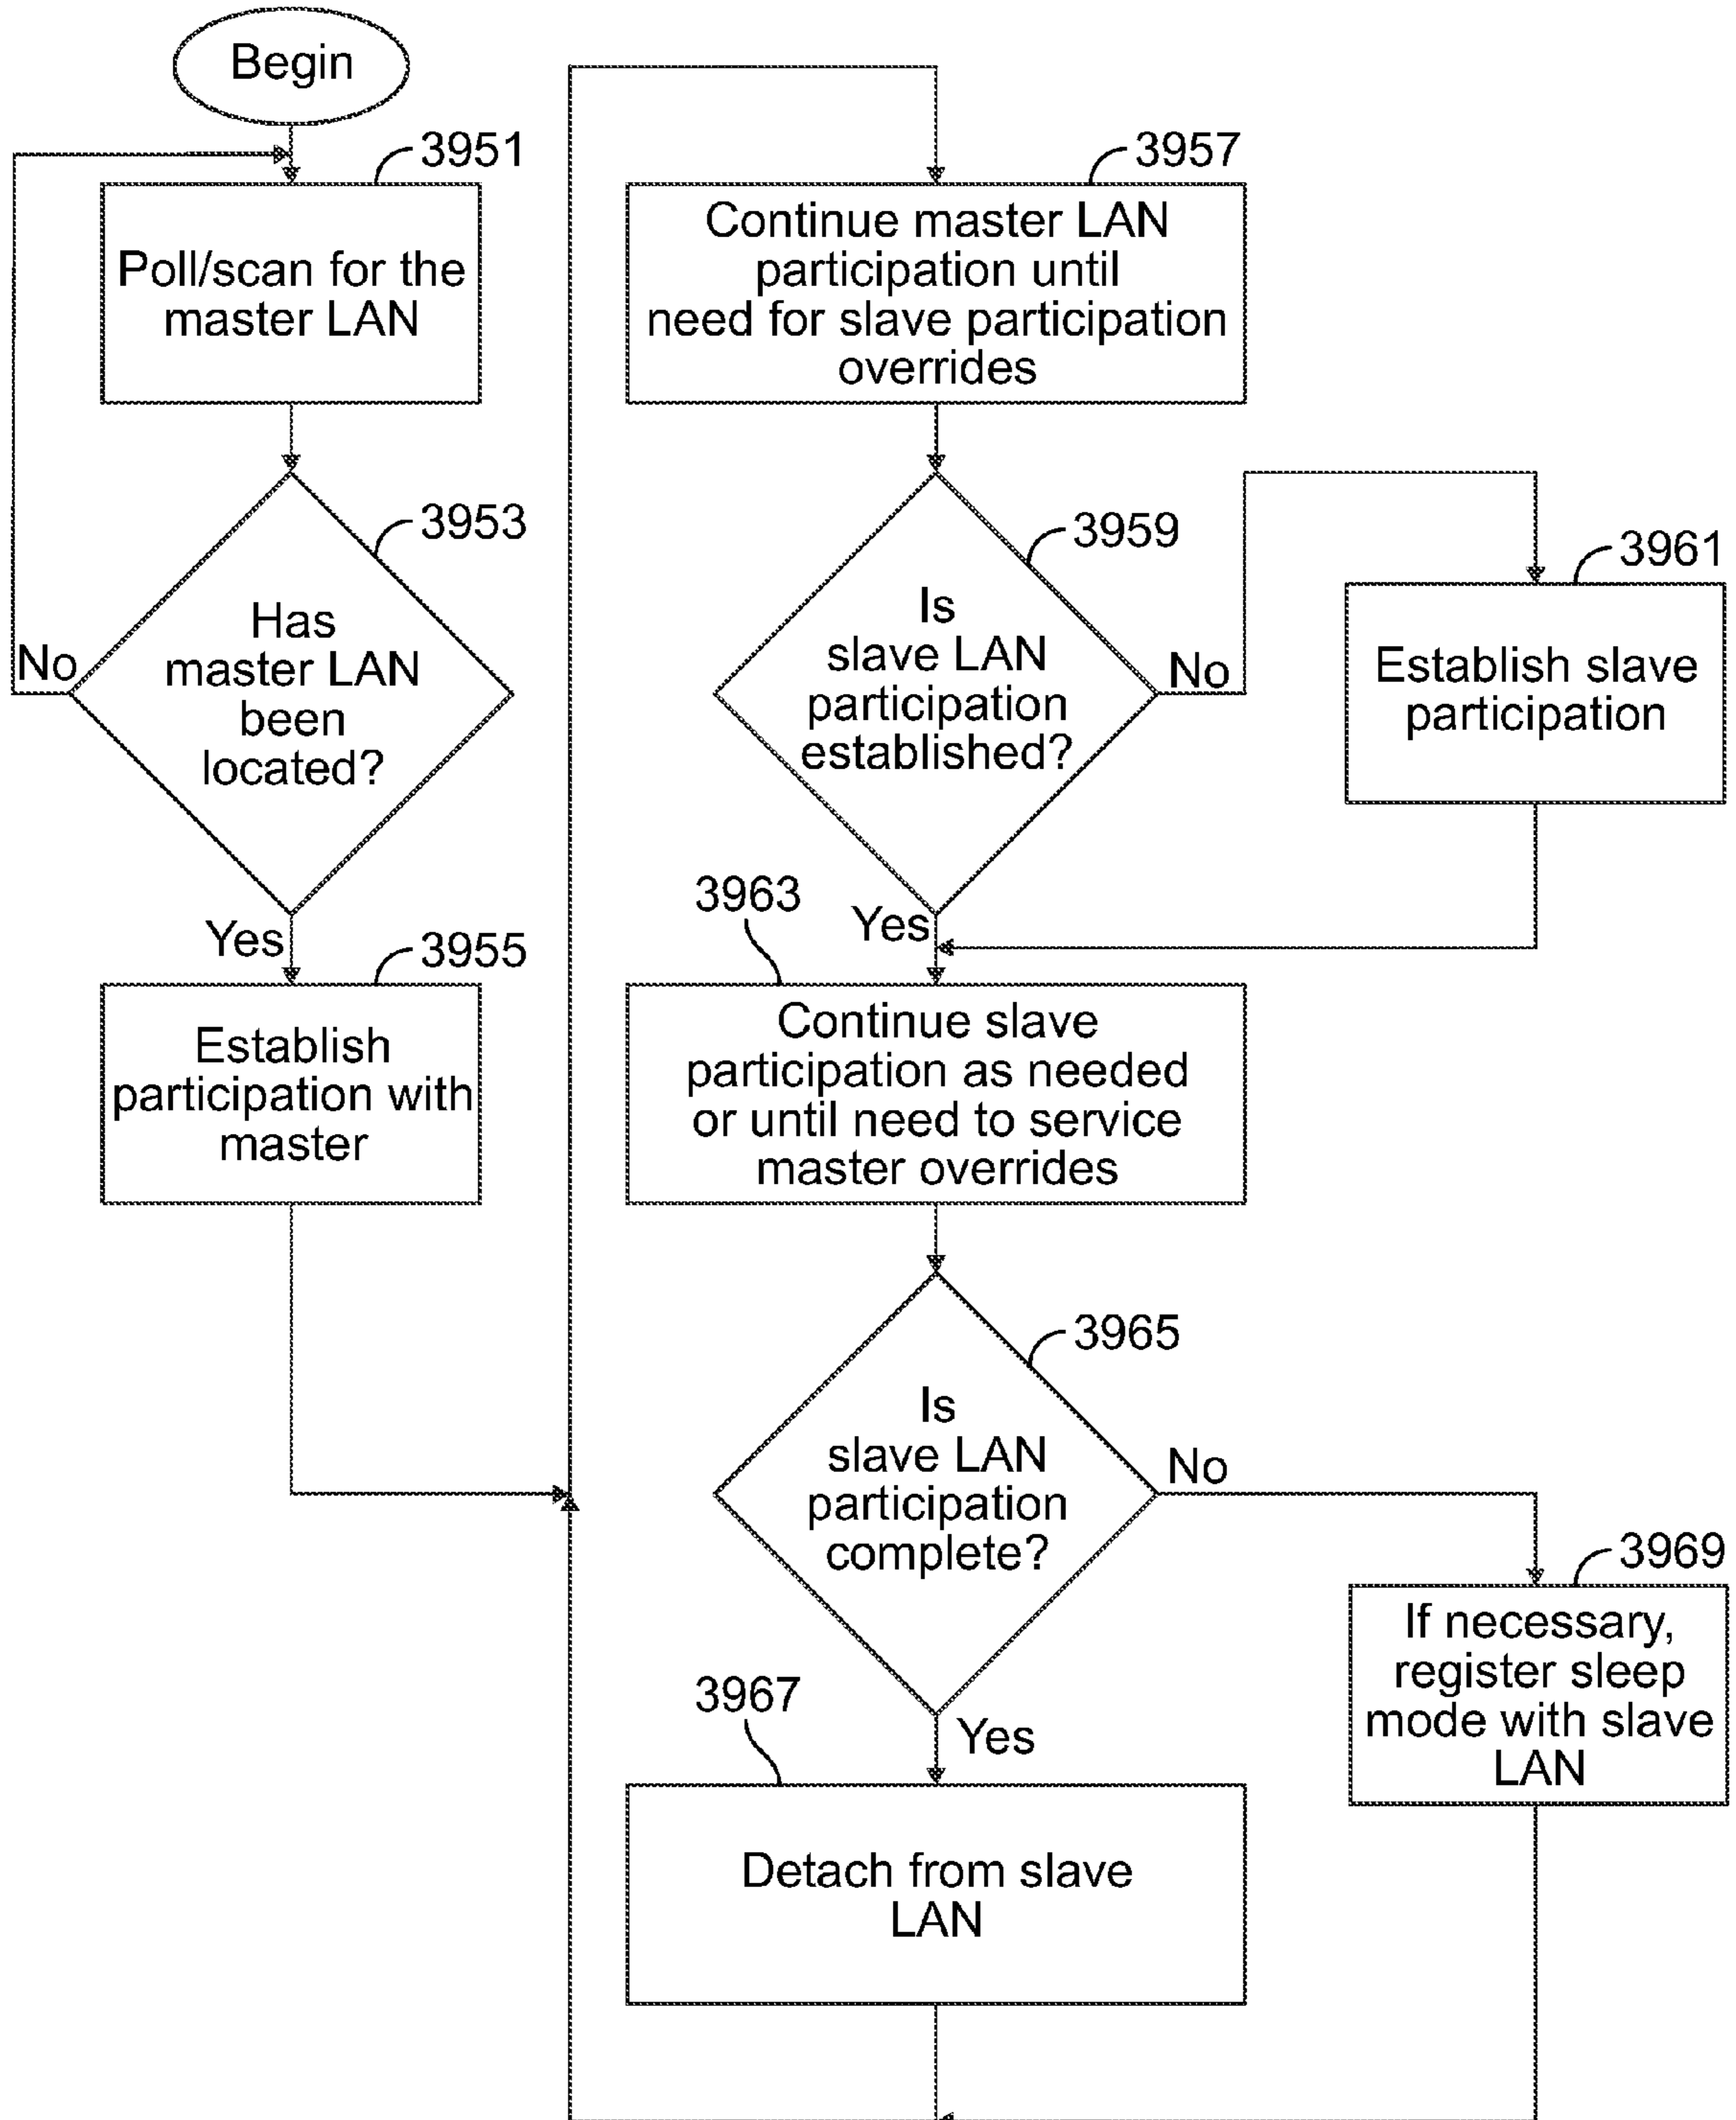 Begin
3951
Poll/scan for the
master LAN
3953
Has
master LAN
been
located?
No
Yes
3955
Establish
participation with
master
3957
Continue master LAN
participation until
need for slave participation
overrides
3959
Is
slave LAN
participation
established?
No
3961
Establish slave
participation
Yes
3963
Continue slave
participation as needed
or until need to service
master overrides
3965
Is
slave LAN
participation
complete?
No
3969
If necessary,
register sleep
mode with slave
LAN
Yes
3967
Detach from slave
LAN